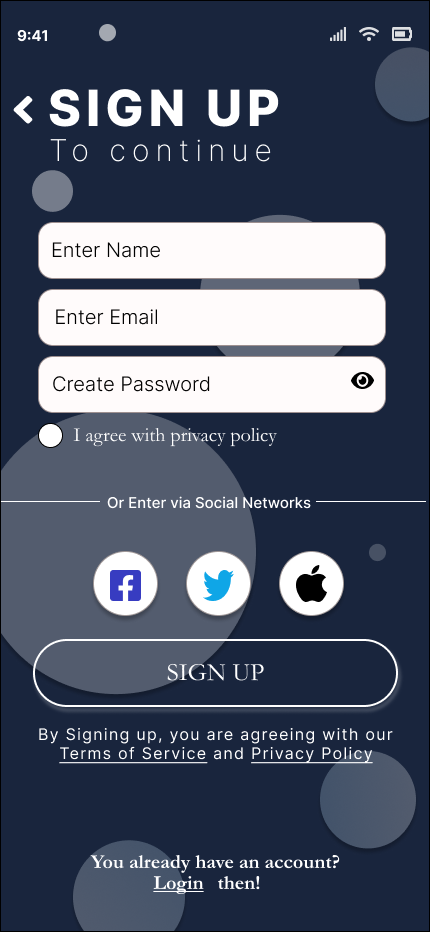 9:41
SIGN UP
To continue
Enter Name
Enter Email
Create Password
I agree with privacy policy
Or Enter via Social Networks
SIGN UP
By Signing up, you are agreeing with our
Terms of Service and Privacy Policy
You already have an account?
Login then!